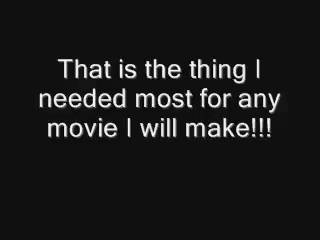 That is the thing I
needed most for any
movie I will make!!!